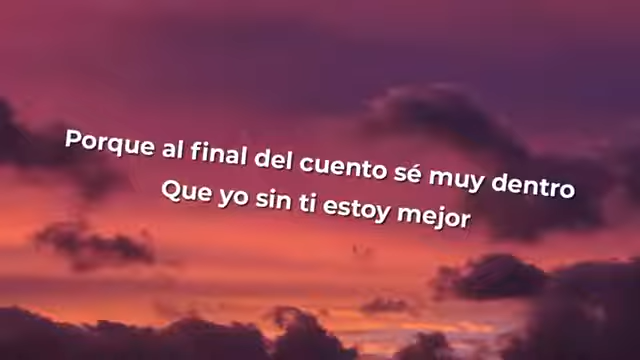 Porque al final del cuento sé muy dentro
Que yo sin ti estoy mejor